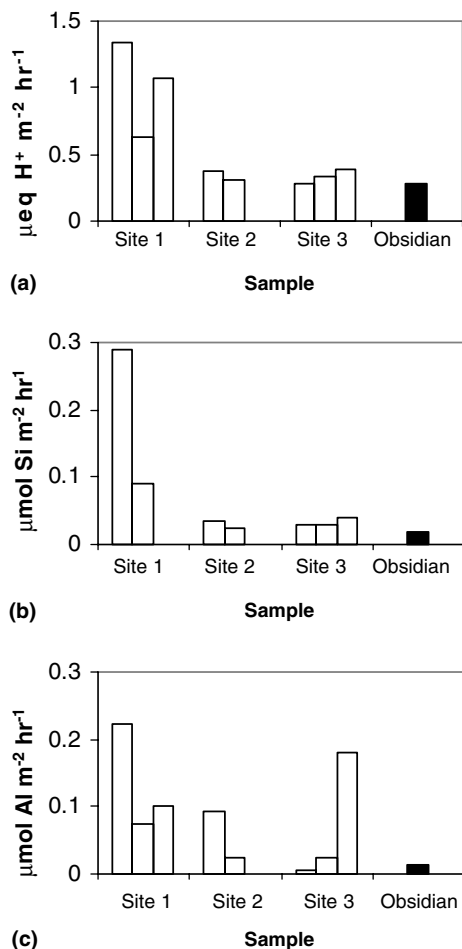 1.5
1
0.5
0
µeq H⁺ m⁻² hr⁻¹
Site 1 Site 2 Site 3 Obsidian
(a) Sample
0.3
0.2
0.1
0
µmol Si m⁻² hr¹
Site 1 Site 2 Site 3 Obsidian
(b) Sample
0.3
0.2
0.1
0
µmol Al m⁻² hr⁻¹
Site 1 Site 2 Site 3 Obsidian
(c) Sample